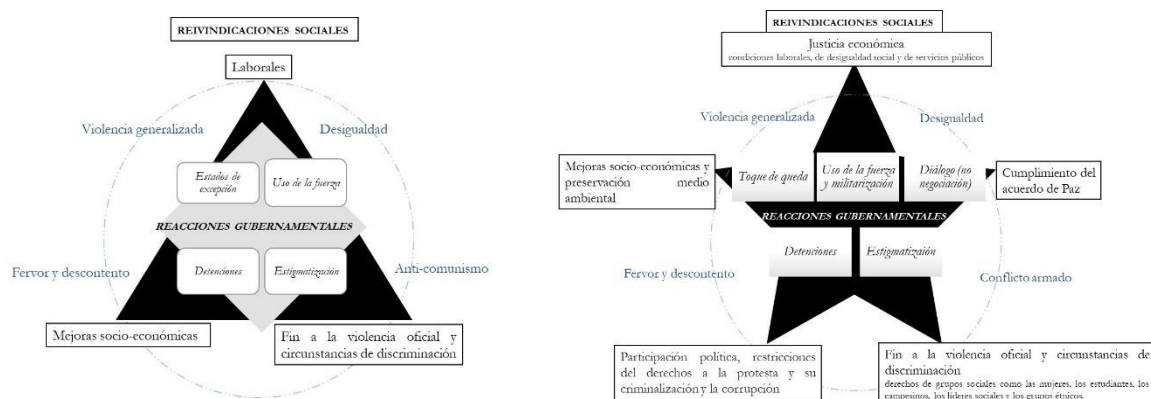 REIVINDICACIONES SOCIALES
Laborales
Violencia generalizada
Desigualdad
Estados de
excepción
Uso de la fuerza
REACCIONES GUBERNAMENTALES
Detenciones
Estigmatización
Fervor y descontento
Anti-comunismo
Mejoras socio-económicas
Fin a la violencia oficial y
circunstancias de discriminación
REIVINDICACIONES SOCIALES
Justicia económica
condiciones laborales, de desigualdad social y de servicios públicos
Violencia generalizada
Desigualdad
Mejoras socio-económicas y
preservación medio
ambiental
Toque de queda
Uso de la fuerza
y militarización
Diálogo (no
negociación)
Cumplimiento del
acuerdo de Paz
REACCIONES GUBERNAMENTALES
Detenciones
Estigmatizaión
Fervor y descontento
Conflicto armado
Participación política, restricciones
del derechos a la protesta y su
criminalización y la corrupción
Fin a la violencia oficial y circunstancias de
discriminación
derechos de grupos sociales como las mujeres, los estudiantes, los
campesinos, los líderes sociales y los grupos étnicos.